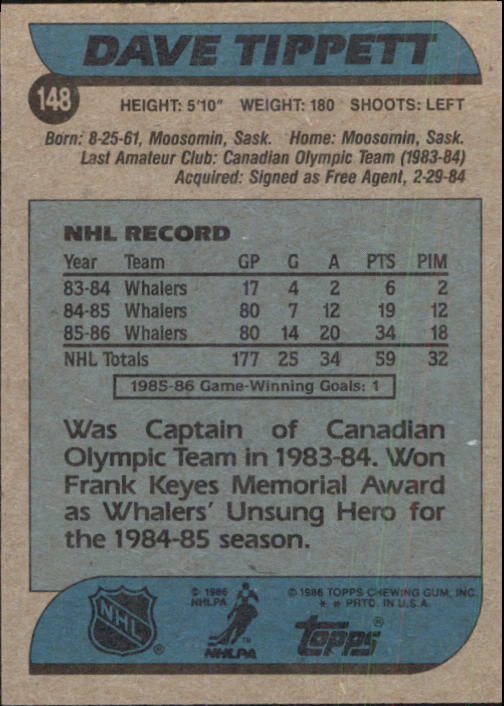 DAVE TIPPETT
148
HEIGHT: 5'10" WEIGHT: 180 SHOOTS: LEFT
Born: 8-25-61, Moosomin, Sask. Home: Moosomin, Sask.
Last Amateur Club: Canadian Olympic Team (1983-84)
Acquired: Signed as Free Agent, 2-29-84
NHL RECORD
Year Team GP G A PTS PIM
83-84 Whalers 17 4 2 6 2
84-85 Whalers 80 7 12 19 12
85-86 Whalers 80 14 20 34 18
NHL Totals 177 25 34 59 32
1985-86 Game-Winning Goals: 1
Was Captain of Canadian
Olympic Team in 1983-84. Won
Frank Keyes Memorial Award
as Whalers' Unsung Hero for
the 1984-85 season.
NHL ®
© 1986
NHLPA
™
NHLPA
© 1986 TOPPS CHEWING GUM, INC.
* * PRTD. IN U.S.A.
topps ®